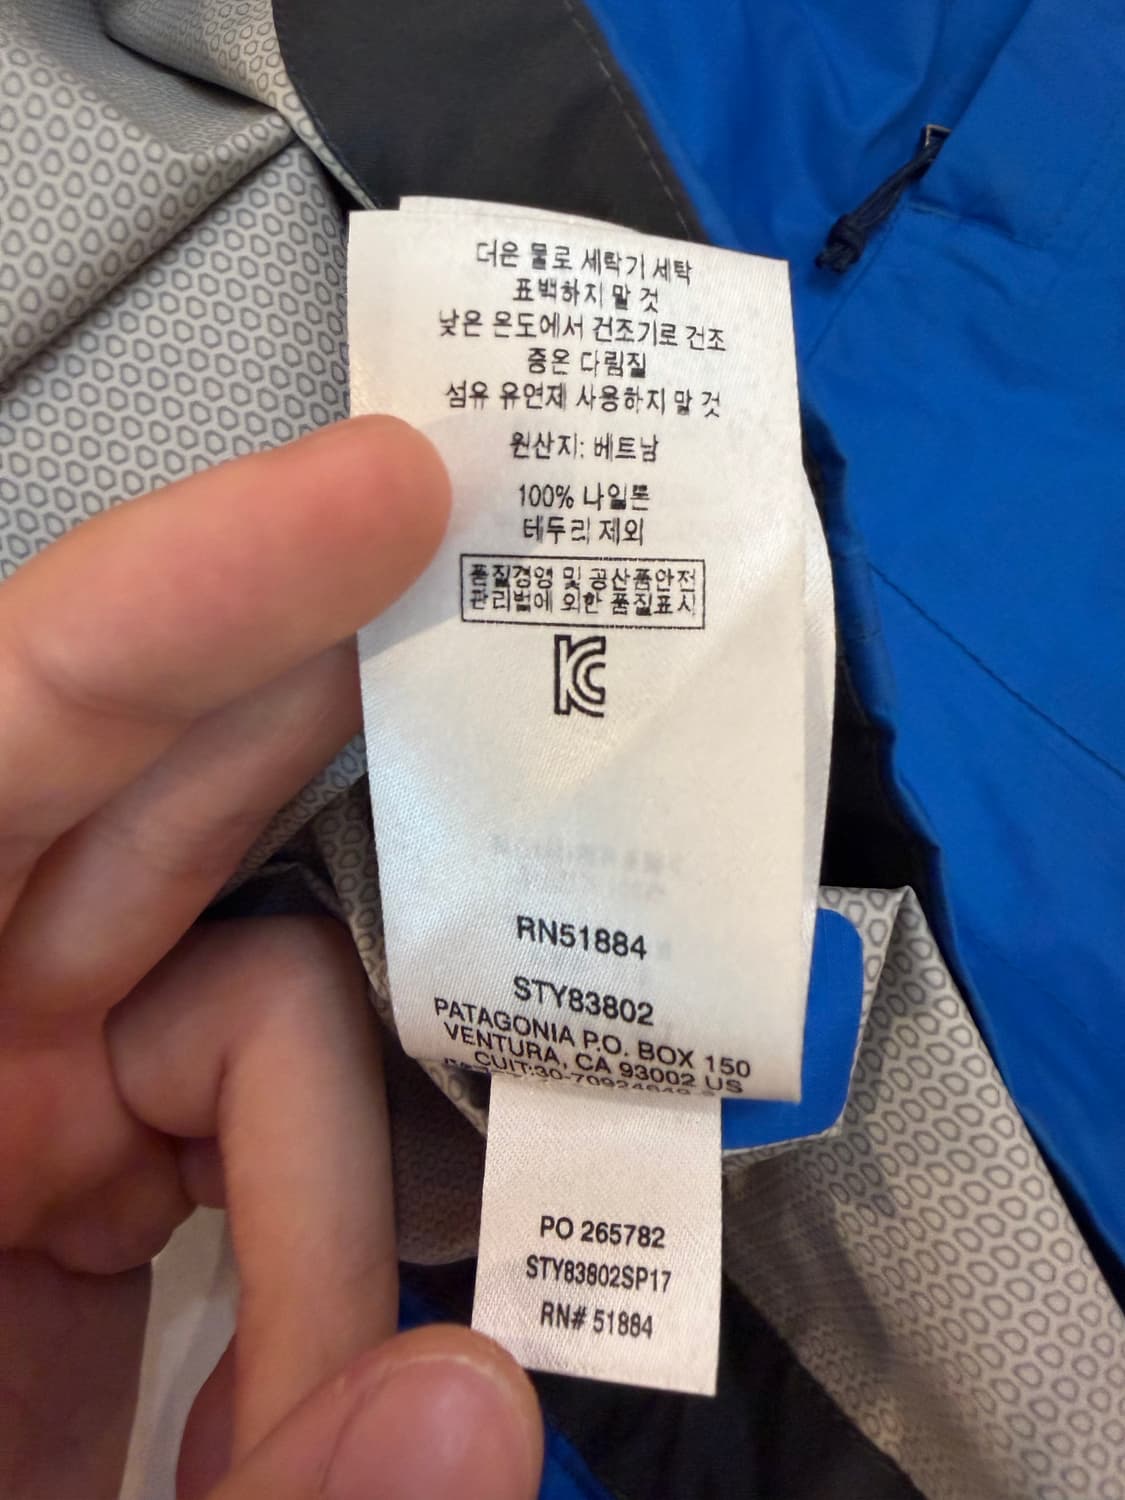 더운 물로 세탁기 세탁
표백하지 말 것
낮은 온도에서 건조기로 건조
중온 다림질
섬유 유연제 사용하지 말 것
원산지: 베트남
100% 나일론
테두리 제외
품질경영 및 공산품안전
관리법에 의한 품질표시
KC
RN51884
STY83802
PATAGONIA P.O. BOX 150
VENTURA, CA 93002 US
PO 265782
STY83802SP17
RN# 51884